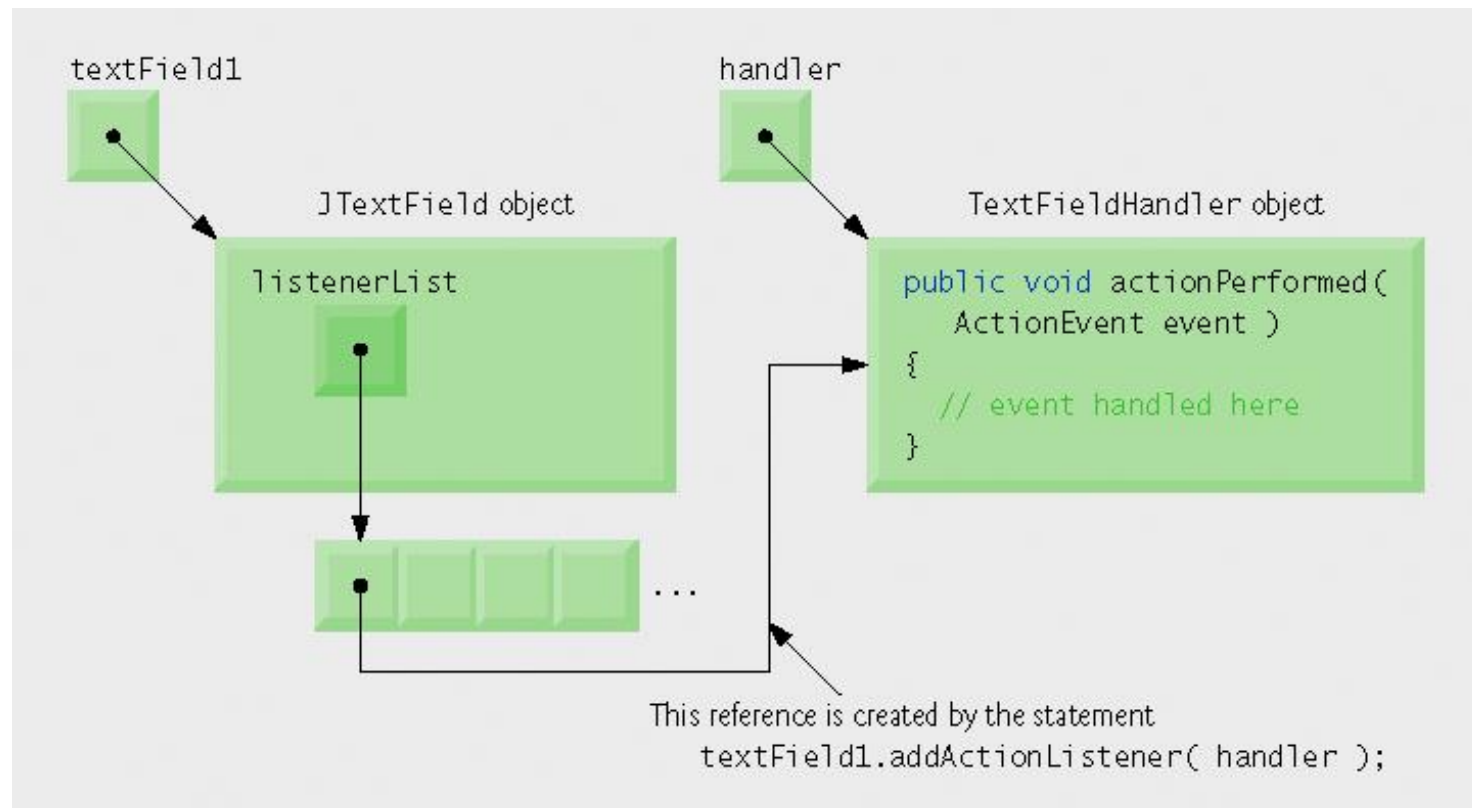 textField1
handler
JTextField object
TextFieldHandler object
listenerList
public void actionPerformed(
ActionEvent event )
{
// event handled here
}
...
This reference is created by the statement
textField1.addActionListener( handler );